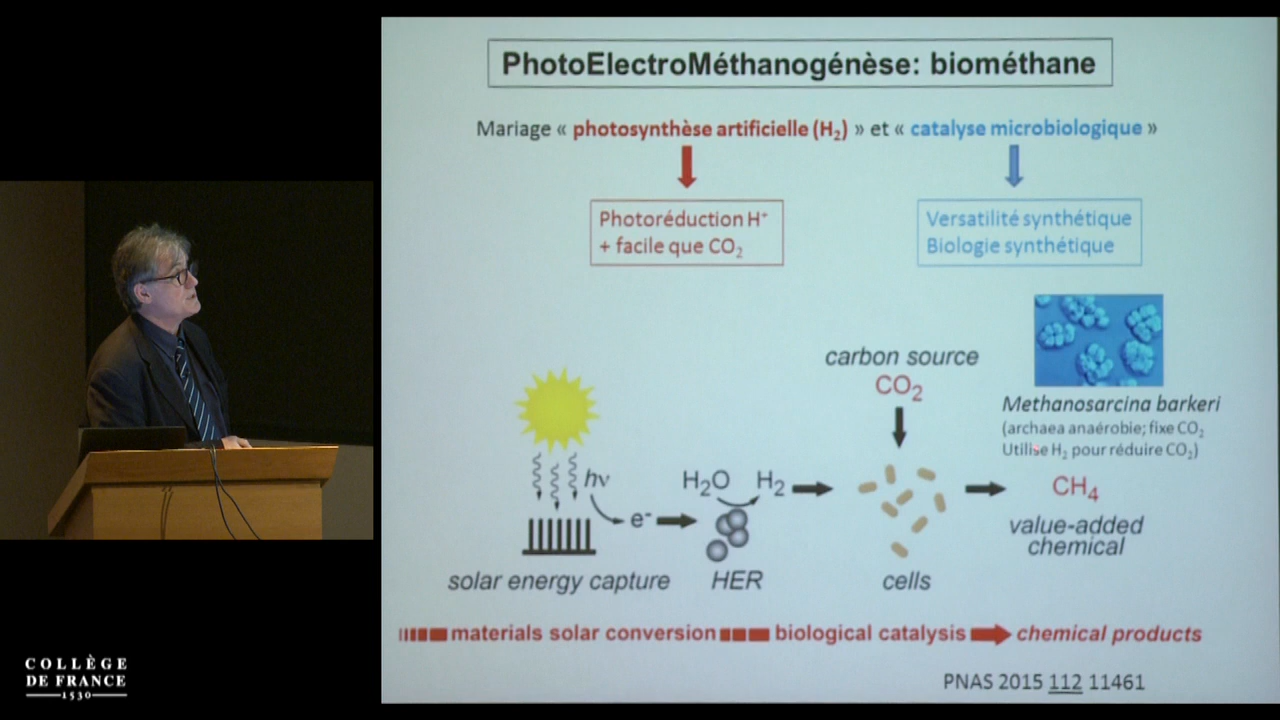 PhotoElectroMéthanogénèse: biométhane
Mariage « photosynthèse artificielle (H₂) » et « catalyse microbiologique »
Photoréduction H⁺
+ facile que CO₂
Versatilité synthétique
Biologie synthétique
carbon source
CO₂
Methanosarcina barkeri
(archaea anaérobie; fixe CO₂
Utilise H₂ pour réduire CO₂)
hν
e⁻
H₂O
H₂
CH₄
value-added
chemical
solar energy capture
HER
cells
materials solar conversion
biological catalysis
chemical products
PNAS 2015 112 11461
COLLÈGE
DE FRANCE
1530